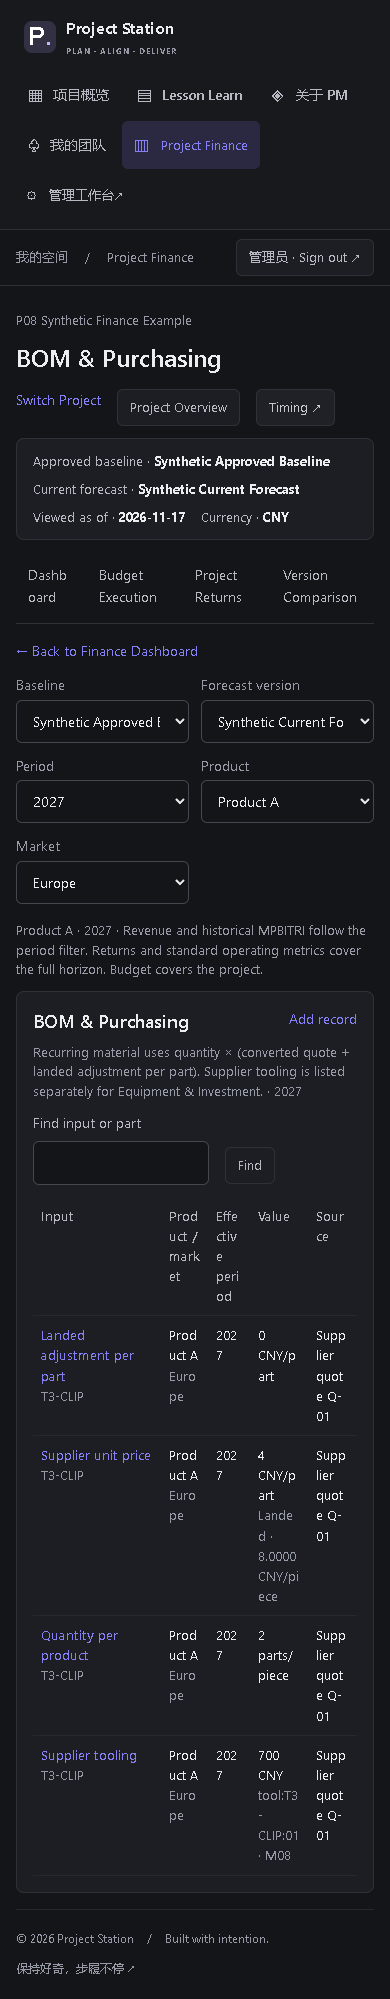 P. Project Station
PLAN · ALIGN · DELIVER
项目概览 Lesson Learn 关于 PM
我的团队 Project Finance
管理工作台↗
我的空间 / Project Finance 管理员 · Sign out ↗
P08 Synthetic Finance Example
BOM & Purchasing
Switch Project Project Overview Timing ↗
Approved baseline · Synthetic Approved Baseline
Current forecast · Synthetic Current Forecast
Viewed as of · 2026-11-17 Currency · CNY
Dashb
oard
Budget
Execution
Project
Returns
Version
Comparison
← Back to Finance Dashboard
Baseline Forecast version
Synthetic Approved E Synthetic Current Fo
Period Product
2027 Product A
Market
Europe
Product A · 2027 · Revenue and historical MPBITRI follow the
period filter. Returns and standard operating metrics cover
the full horizon. Budget covers the project.
BOM & Purchasing Add record
Recurring material uses quantity × (converted quote +
landed adjustment per part). Supplier tooling is listed
separately for Equipment & Investment. · 2027
Find input or part
Find
Input
Prod
uct /
mark
et
Effe
ctiv
e
peri
od
Value
Sour
ce
Landed
adjustment per
part
T3-CLIP
Prod
uct A
Euro
pe
202
7
0
CNY/p
art
Supp
lier
quot
e Q-
01
Supplier unit price
T3-CLIP
Prod
uct A
Euro
pe
202
7
4
CNY/p
art
Lande
d ·
8.0000
CNY/pi
ece
Supp
lier
quot
e Q-
01
Quantity per
product
T3-CLIP
Prod
uct A
Euro
pe
202
7
2
parts/
piece
Supp
lier
quot
e Q-
01
Supplier tooling
T3-CLIP
Prod
uct A
Euro
pe
202
7
700
CNY
tool:T3
-
CLIP:01
· M08
Supp
lier
quot
e Q-
01
© 2026 Project Station / Built with intention.
保持好奇，步履不停 ↗